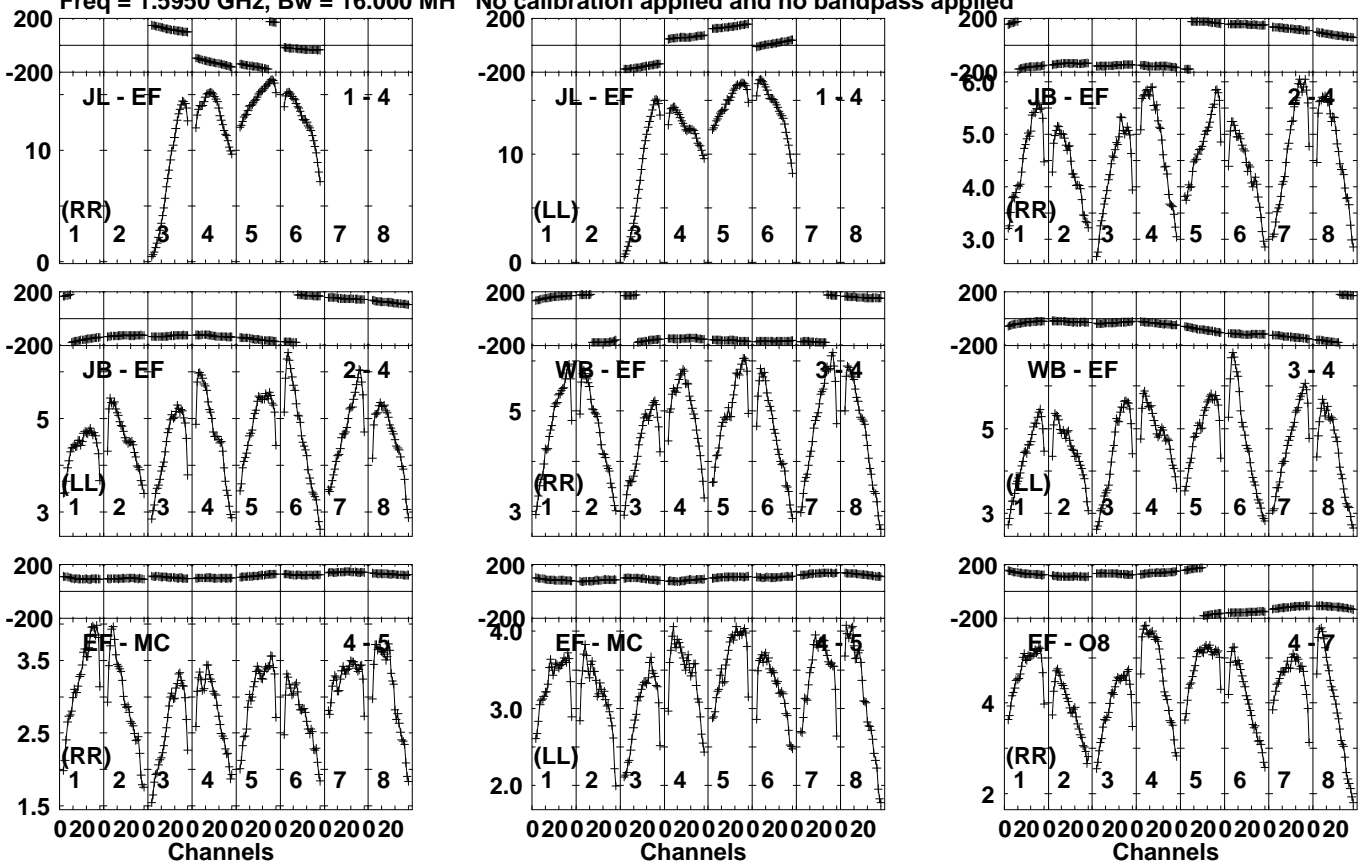 Freq = 1.5950 GHz, Bw = 16.000 MH No calibration applied and no bandpass applied
200
-200
JL - EF 1 - 4
10
(RR)
1 2 3 4 5 6 7 8
0
200
-200
JL - EF 1 - 4
10
(LL)
1 2 3 4 5 6 7 8
0
200
-200
6.0
JB - EF 2 - 4
5.0
4.0
(RR)
3.0
1 2 3 4 5 6 7 8
200
-200
JB - EF 2 - 4
5
(LL)
3
1 2 3 4 5 6 7 8
200
-200
WB - EF 3 - 4
5
(RR)
3
1 2 3 4 5 6 7 8
200
-200
WB - EF 3 - 4
5
(LL)
3
1 2 3 4 5 6 7 8
200
-200
EF - MC 4 - 5
3.5
2.5
(RR)
1 2 3 4 5 6 7 8
1.5
200
-200
4.0
EF - MC 4 - 5
3.0
(LL)
2.0
1 2 3 4 5 6 7 8
200
-200
EF - O8 4 - 7
4
(RR)
2
1 2 3 4 5 6 7 8
020020020020020020020020 020020020020020020020020 020020020020020020020020
Channels Channels Channels